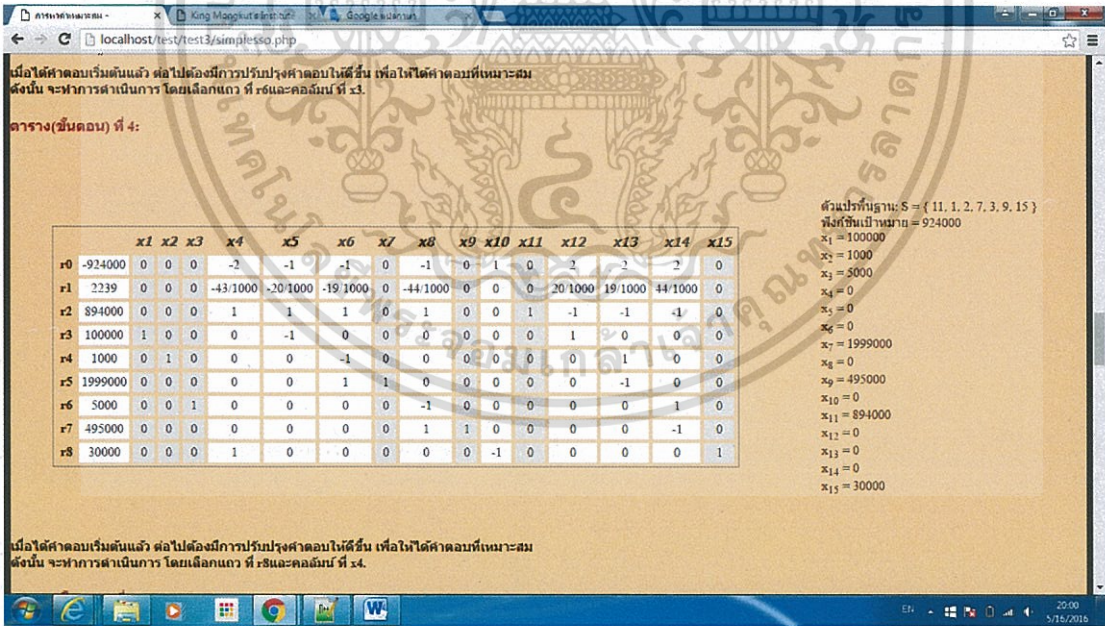 การหาค่าเหมาะสม -
King Mongkut's Institute
Google
localhost/test/test3/simplesso.php
เมื่อได้คำตอบเริ่มต้นแล้ว ต่อไปต้องมีการปรับปรุงคำตอบให้ดีขึ้น เพื่อให้ได้คำตอบที่เหมาะสม
ดังนั้น จะทำการดำเนินการ โดยเลือกแถว ที่ r6และคอลัมน์ ที่ x3.
ตาราง(ขั้นตอน) ที่ 4:
x1 x2 x3 x4 x5 x6 x7 x8 x9 x10 x11 x12 x13 x14 x15
r0 -924000 0 0 0 -2 -1 -1 0 -1 0 1 0 2 2 2 0
r1 2239 0 0 0 -43/1000 -20/1000 -19/1000 0 -44/1000 0 0 0 20/1000 19/1000 44/1000 0
r2 894000 0 0 0 1 1 1 0 1 0 0 1 -1 -1 -1 0
r3 100000 1 0 0 0 -1 0 0 0 0 0 0 1 0 0 0
r4 1000 0 1 0 0 0 -1 0 0 0 0 0 0 1 0 0
r5 1999000 0 0 0 0 0 1 1 0 0 0 0 0 -1 0 0
r6 5000 0 0 1 0 0 0 0 -1 0 0 0 0 0 1 0
r7 495000 0 0 0 0 0 0 0 1 1 0 0 0 0 -1 0
r8 30000 0 0 0 1 0 0 0 0 0 -1 0 0 0 0 1
ตัวแปรพื้นฐาน: S = { 11, 1, 2, 7, 3, 9, 15 }
ฟังก์ชันเป้าหมาย = 924000
x1 = 100000
x2 = 1000
x3 = 5000
x4 = 0
x5 = 0
x6 = 0
x7 = 1999000
x8 = 0
x9 = 495000
x10 = 0
x11 = 894000
x12 = 0
x13 = 0
x14 = 0
x15 = 30000
เมื่อได้คำตอบเริ่มต้นแล้ว ต่อไปต้องมีการปรับปรุงคำตอบให้ดีขึ้น เพื่อให้ได้คำตอบที่เหมาะสม
ดังนั้น จะทำการดำเนินการ โดยเลือกแถว ที่ r8และคอลัมน์ ที่ x4.
EN
20:00
5/16/2016